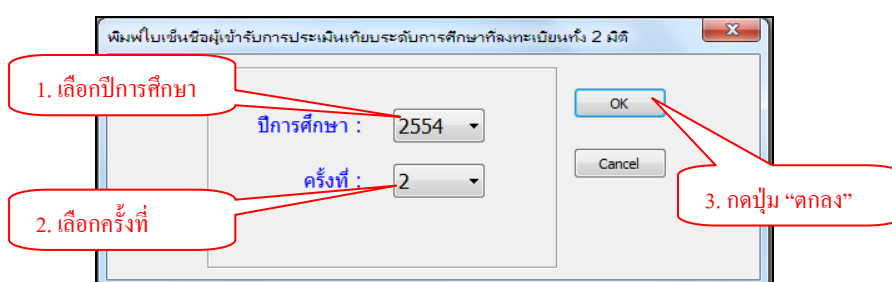 พิมพ์ใบเซ็นชื่อผู้เข้ารับการประเมินเทียบระดับการศึกษาที่ลงทะเบียนทั้ง 2 มิติ
1. เลือกปีการศึกษา
ปีการศึกษา : 2554
OK
ครั้งที่ : 2
Cancel
2. เลือกครั้งที่
3. กดปุ่ม “ตกลง”